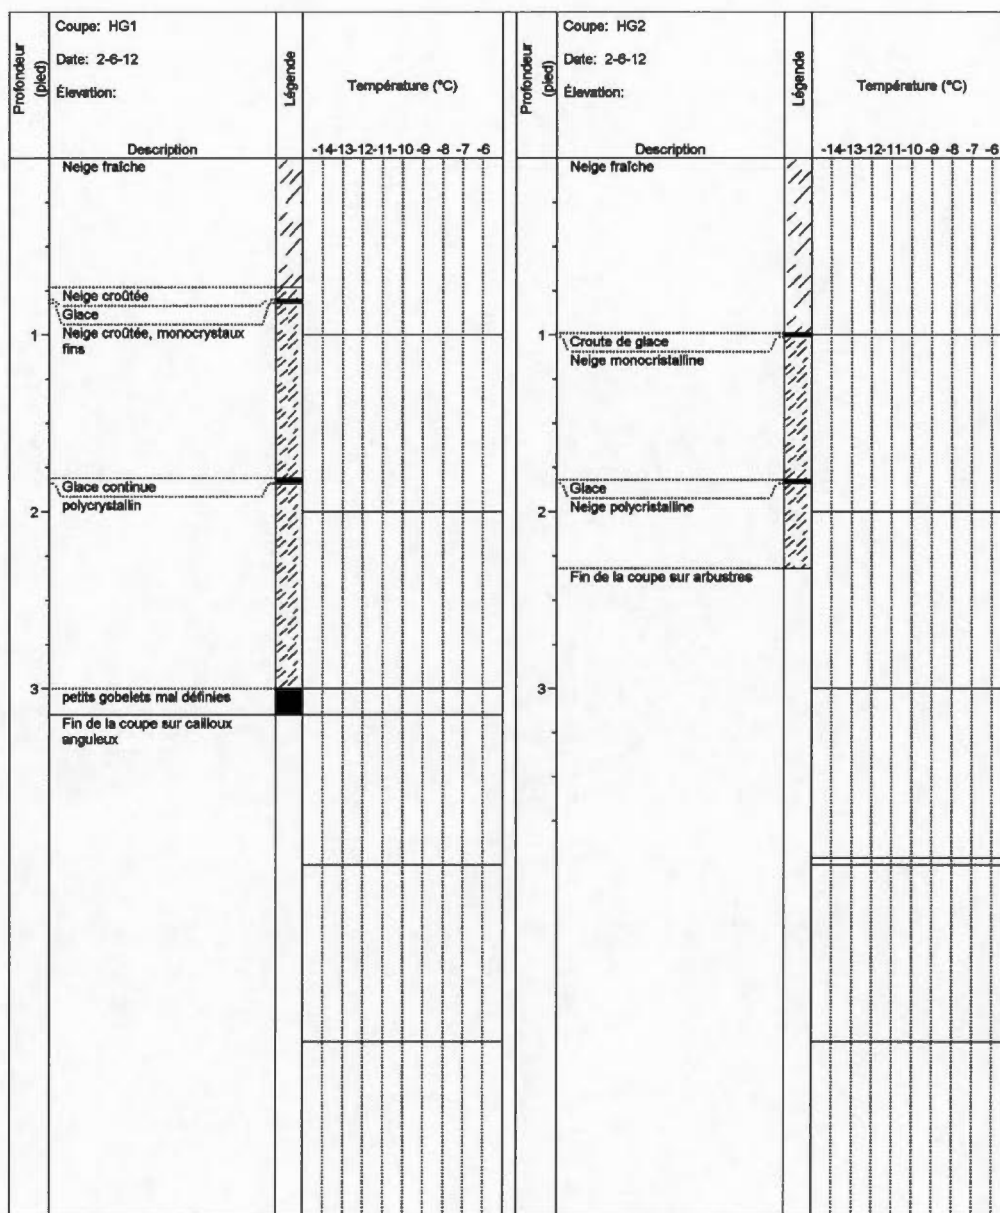 Profondeur
(pied)
Coupe: HG1
Date: 2-6-12
Élevation:
Description
Légende
Température (°C)
-14-13-12-11-10 -9 -8 -7 -6
Neige fraîche
Neige croûtée
Glace
1
Neige croûtée, monocrystaux
fins
Glace continue
polycrystallin
2
3
petits gobelets mal définies
Fin de la coupe sur cailloux
anguleux
Profondeur
(pied)
Coupe: HG2
Date: 2-6-12
Élevation:
Description
Légende
Température (°C)
-14-13-12-11-10 -9 -8 -7 -6
Neige fraîche
1
Croute de glace
Neige monocristalline
Glace
Neige polycristalline
2
Fin de la coupe sur arbustres
3